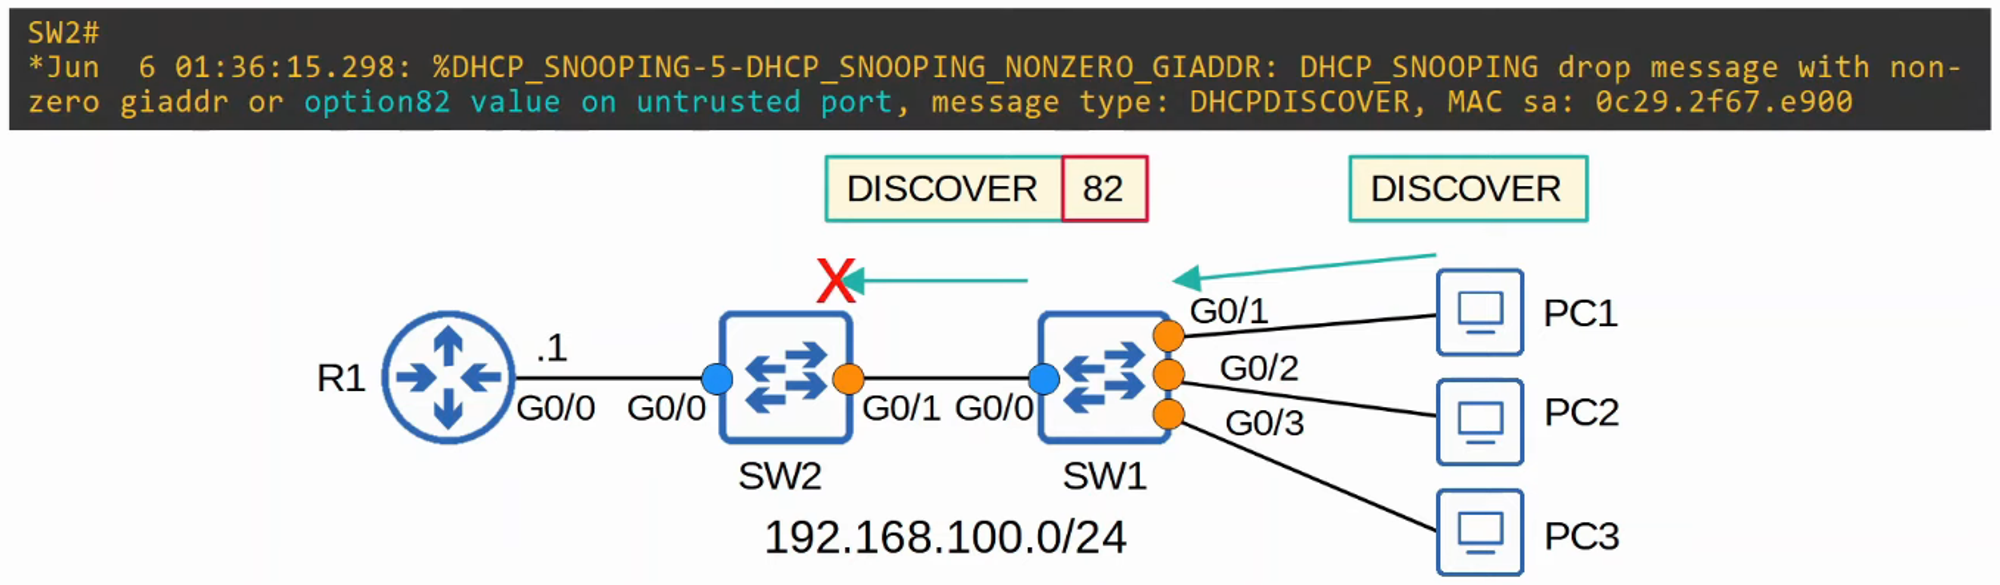 SW2#
*Jun  6 01:36:15.298: %DHCP_SNOOPING-5-DHCP_SNOOPING_NONZERO_GIADDR: DHCP_SNOOPING drop message with non-
zero giaddr or option82 value on untrusted port, message type: DHCPDISCOVER, MAC sa: 0c29.2f67.e900
DISCOVER 82
DISCOVER
X
R1
.1
G0/0
G0/0
SW2
G0/1
G0/0
SW1
G0/1
G0/2
G0/3
PC1
PC2
PC3
192.168.100.0/24